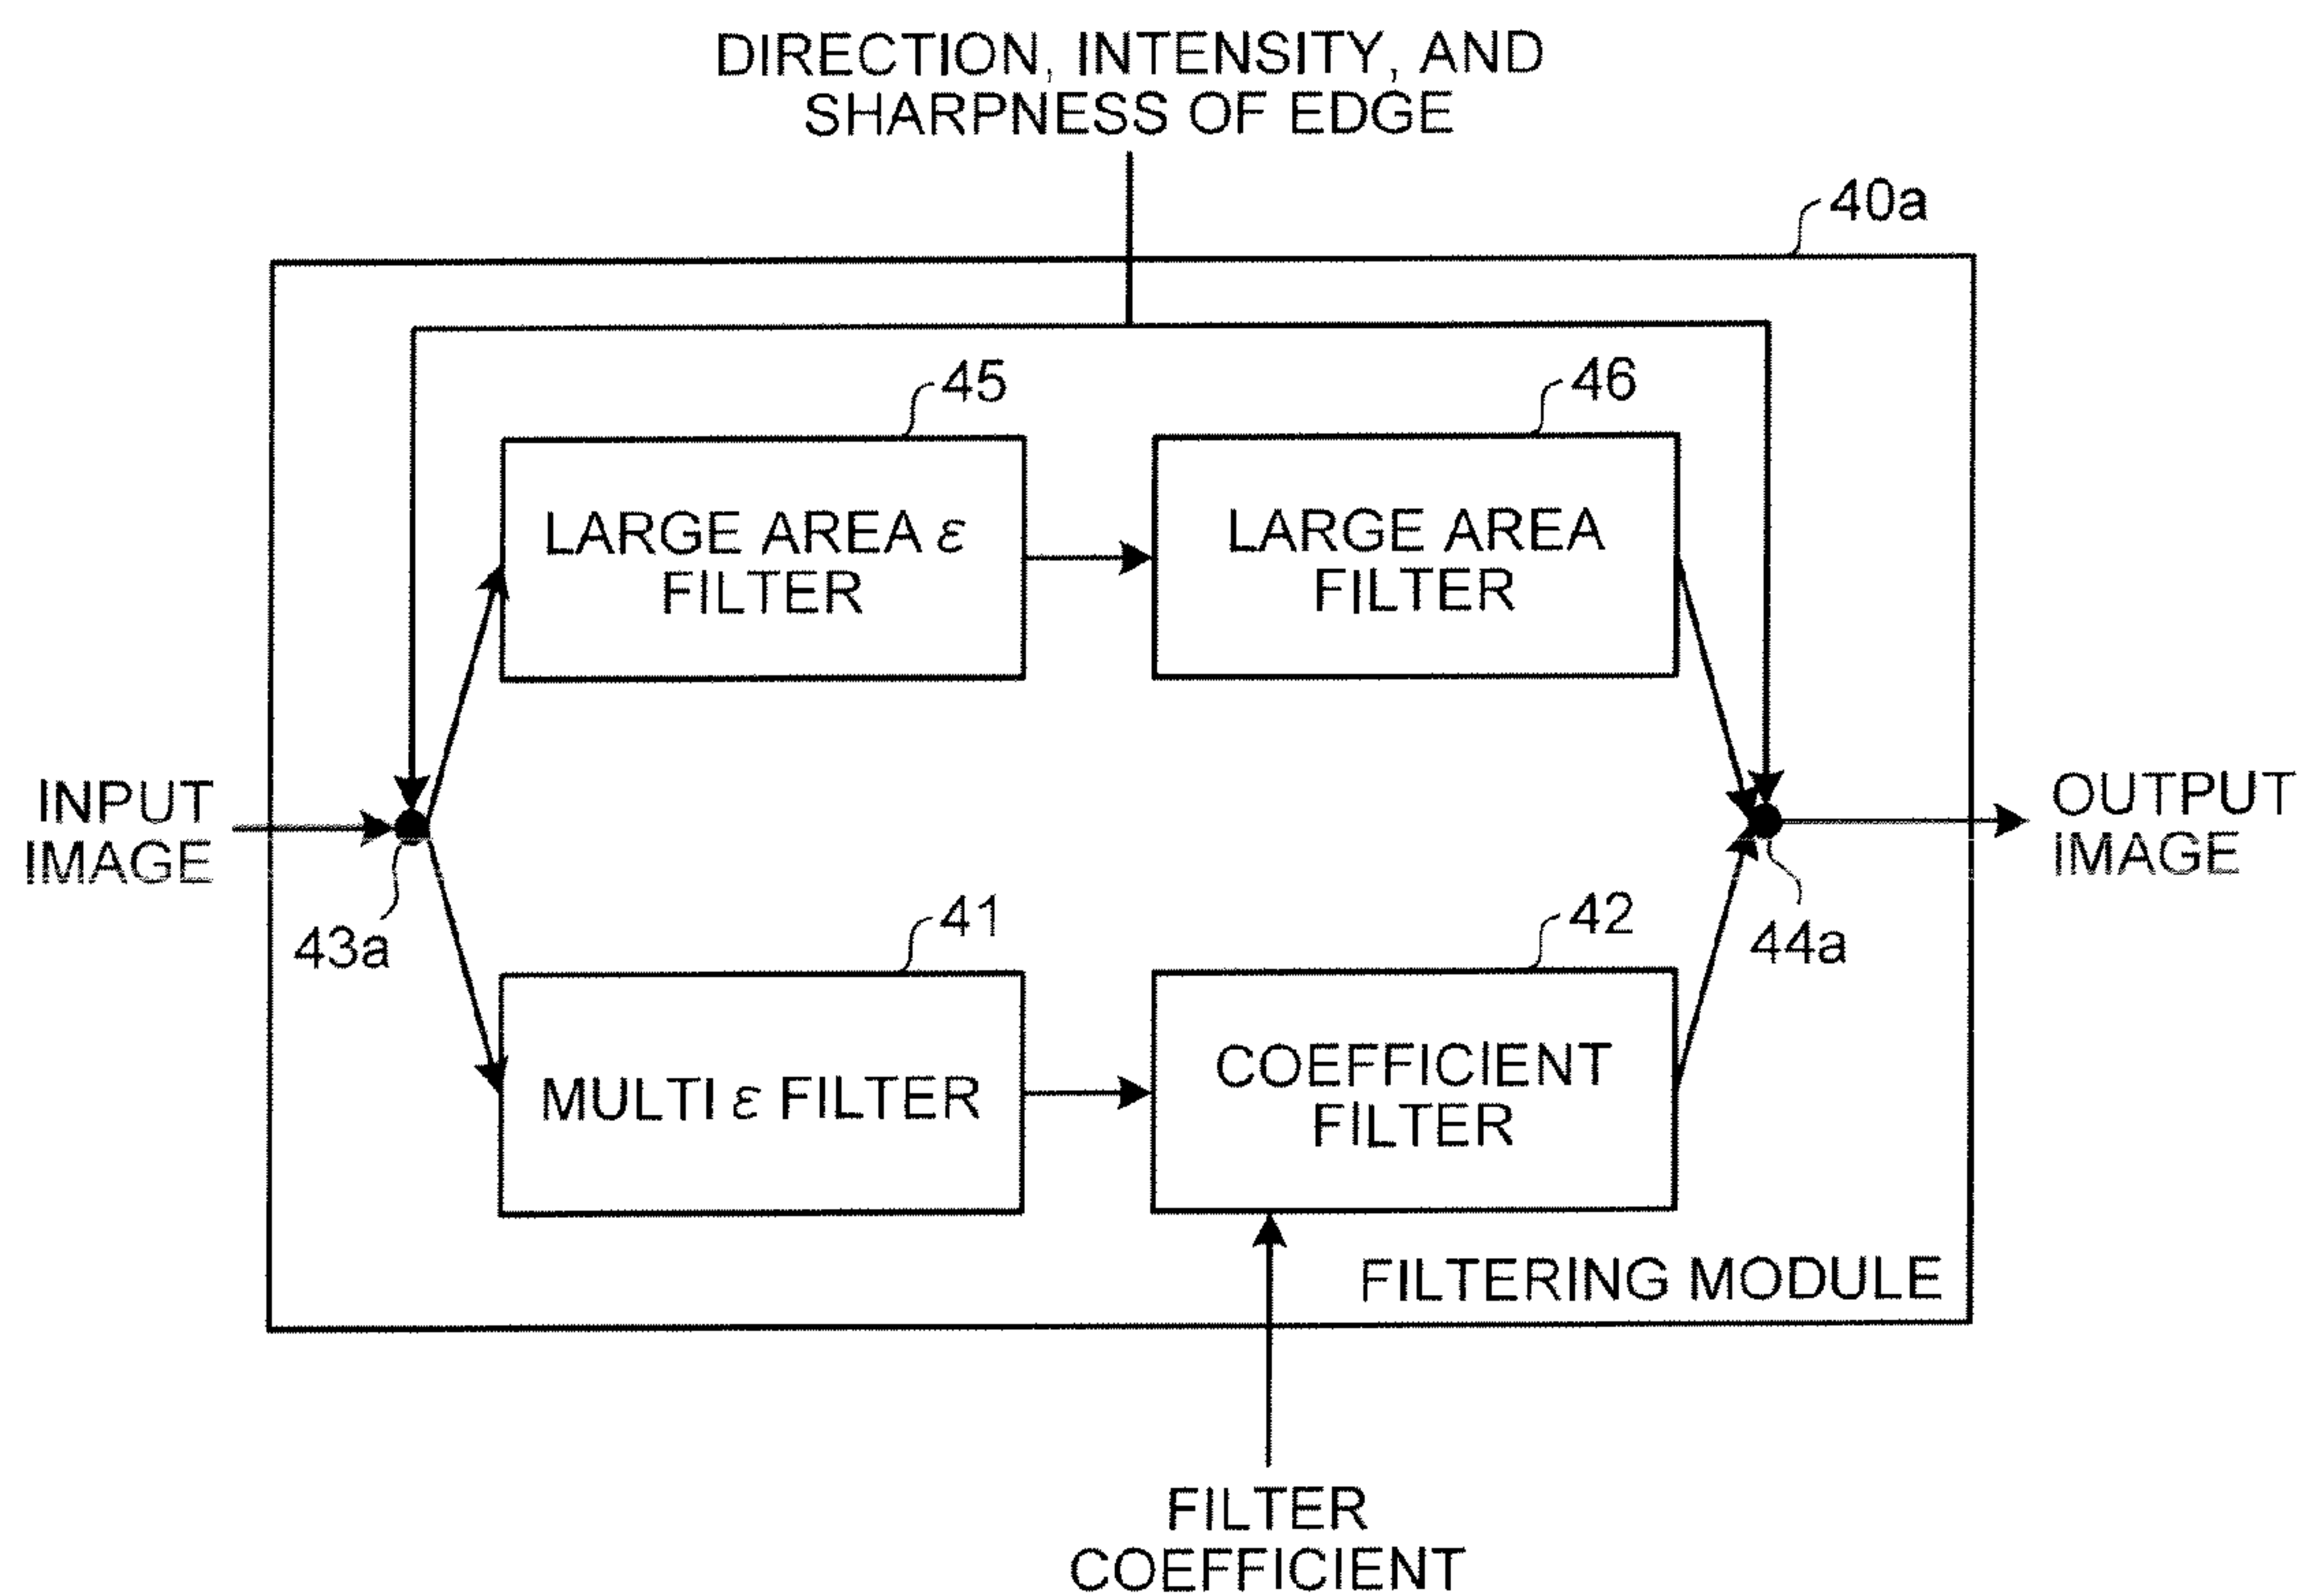 DIRECTION, INTENSITY, AND
SHARPNESS OF EDGE
40a
45
46
LARGE AREA ε
FILTER
LARGE AREA
FILTER
INPUT
IMAGE
OUTPUT
IMAGE
43a
41
42
44a
MULTI ε FILTER
COEFFICIENT
FILTER
FILTERING MODULE
FILTER
COEFFICIENT